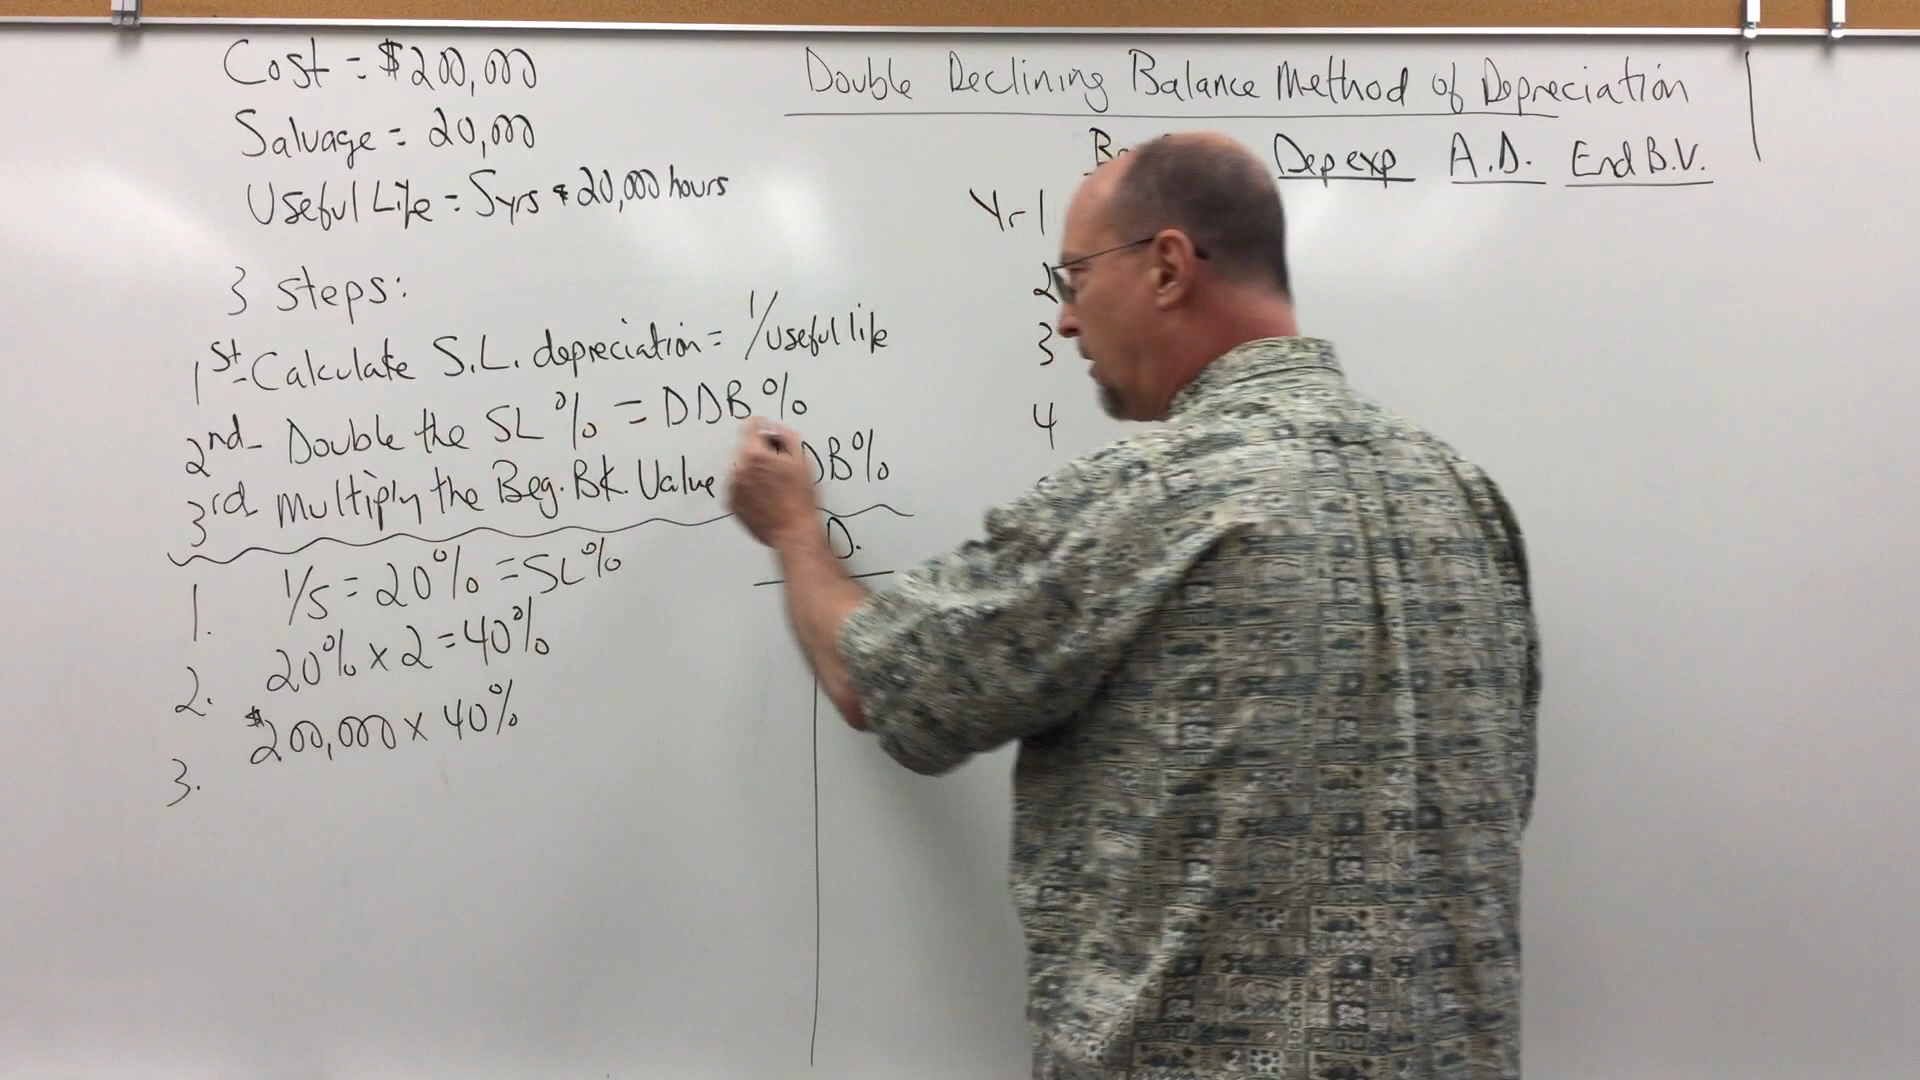 Cost = $200,000
Salvage = 20,000
Useful Life = 5yrs & 20,000 hours
3 steps:
1st- Calculate S.L. depreciation = 1/useful life
2nd- Double the SL % = DDB%
3rd Multiply the Beg. Bk. Value DB%
1. 1/5 = 20% = SL%
2. 20% x 2 = 40%
3. $200,000 x 40%
D.
Double Declining Balance Method of Depreciation
Dep exp A.D. End B.V.
Yr 1
2
3
4